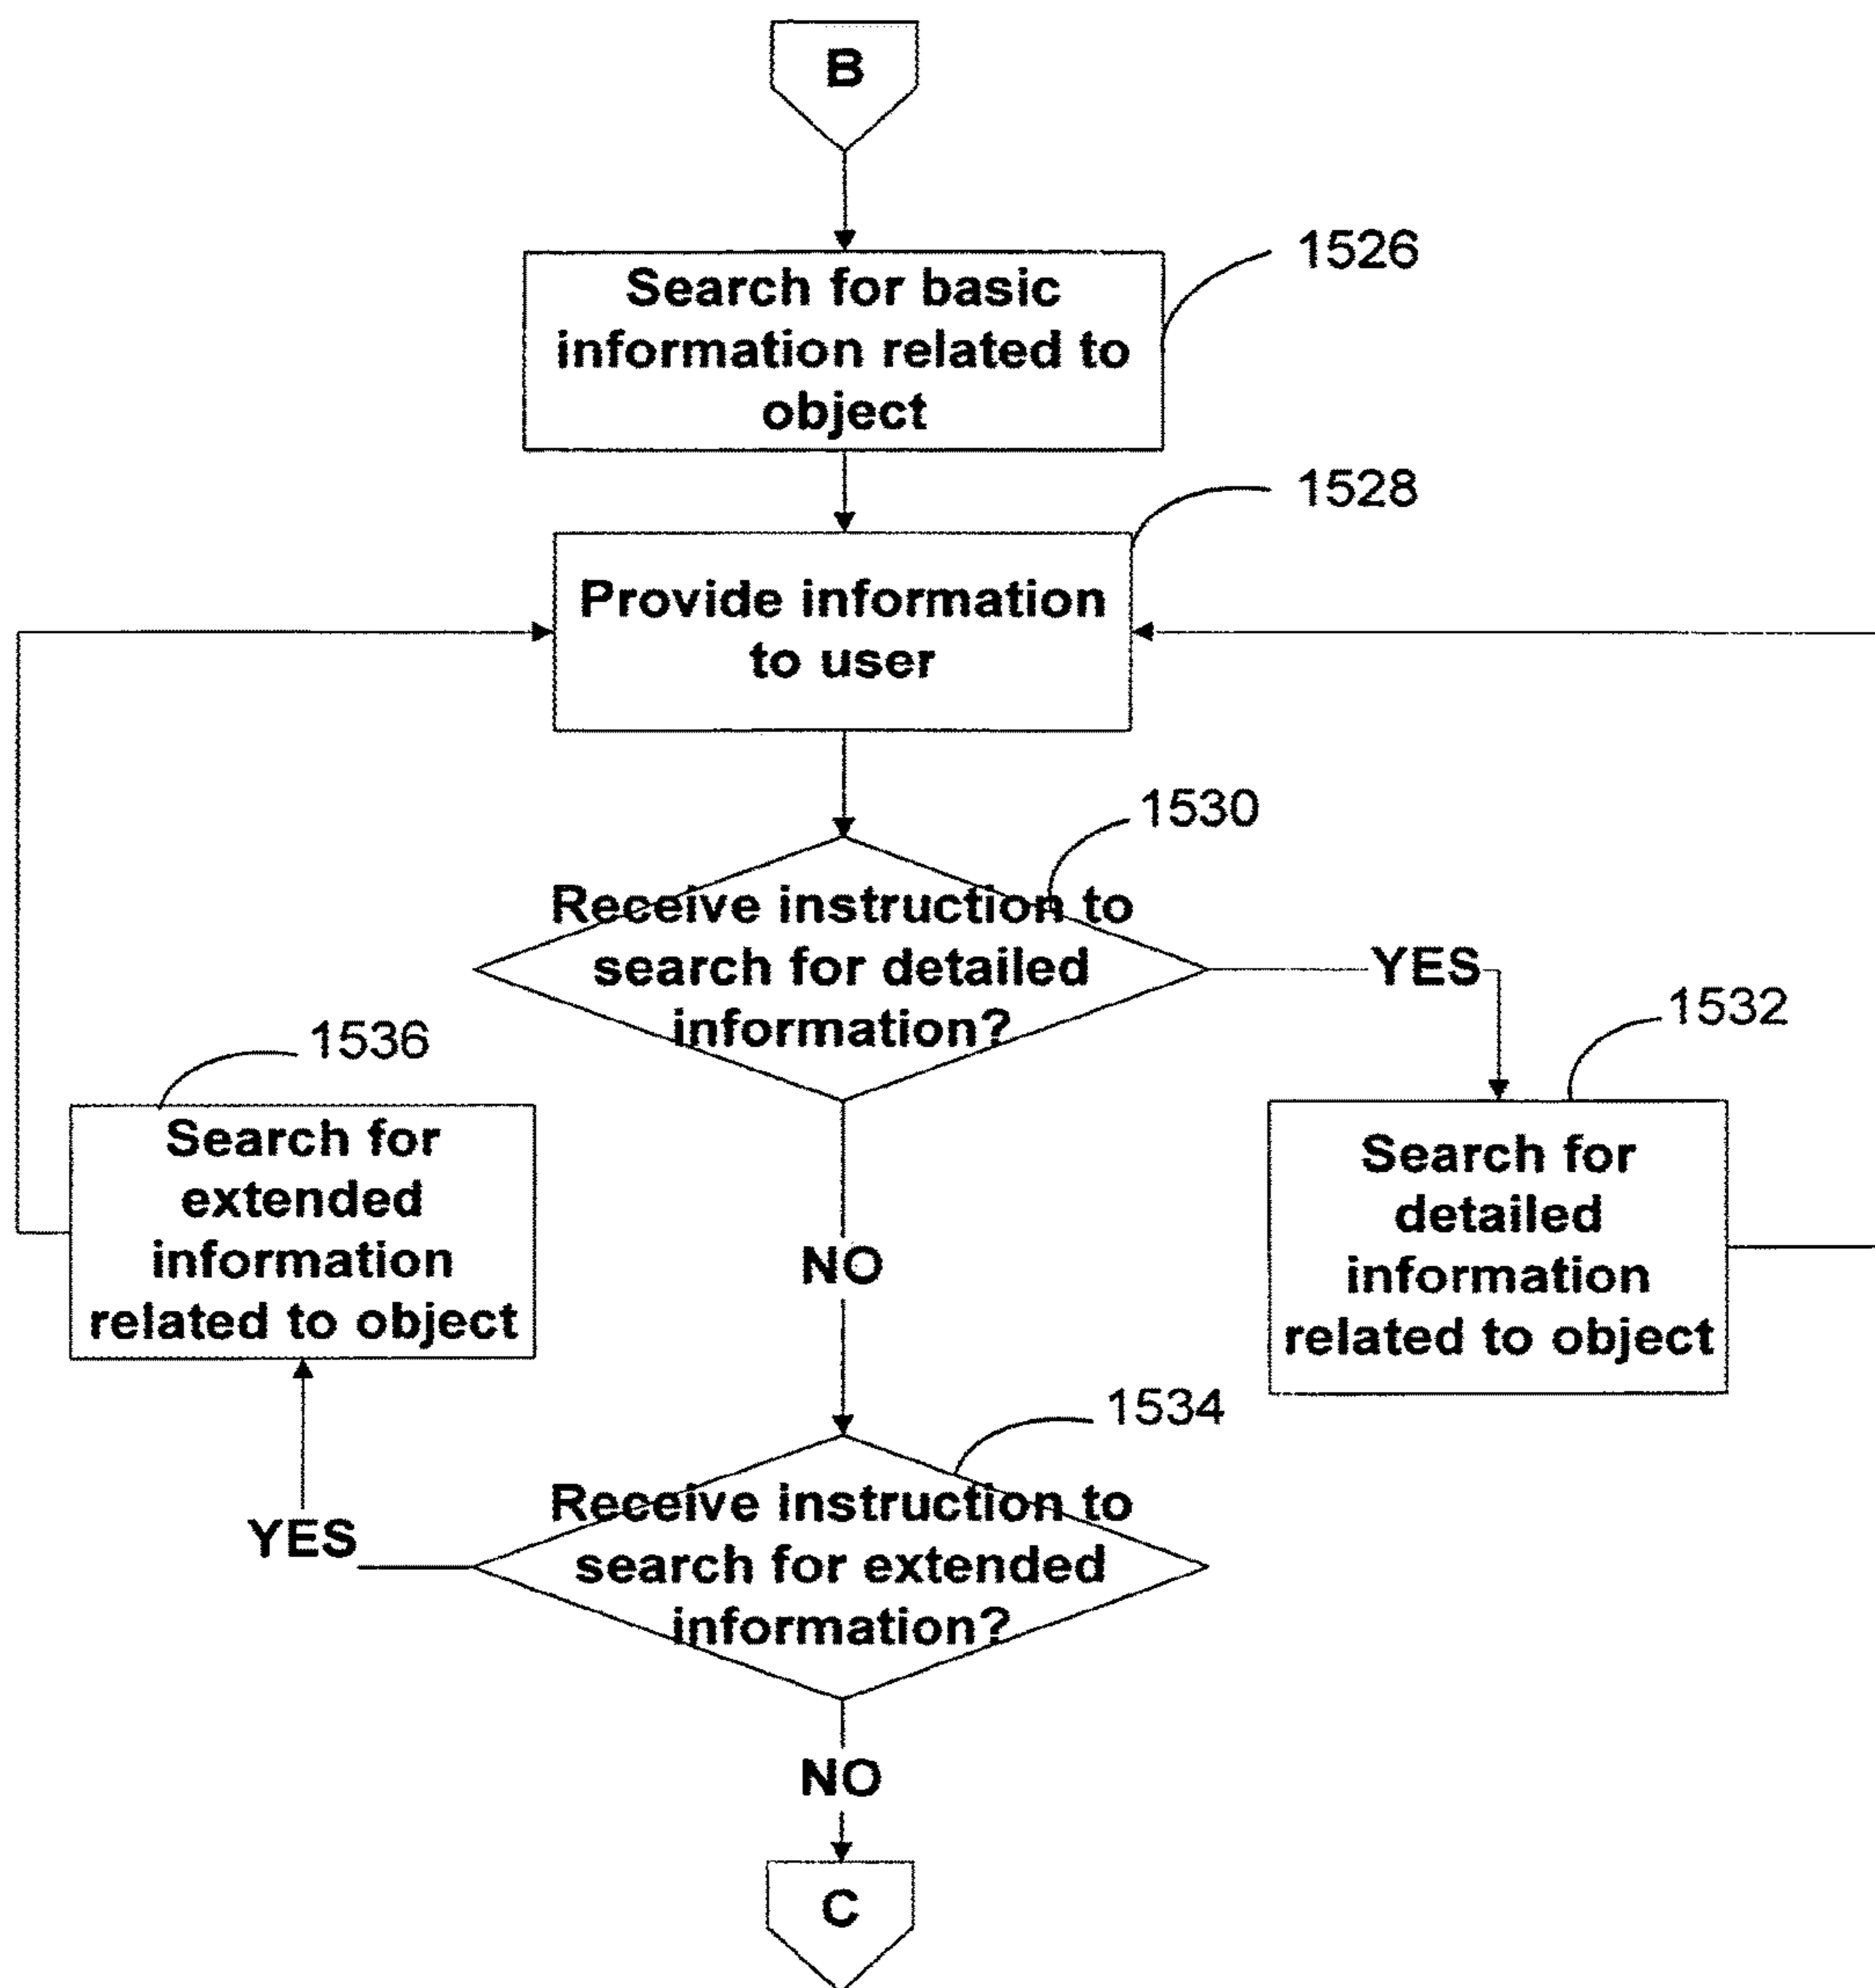 B
1526
Search for basic
information related to
object
1528
Provide information
to user
1530
Receive instruction to
search for detailed
information?
YES
1532
Search for
detailed
information
related to object
1536
Search for
extended
information
related to object
NO
1534
Receive instruction to
search for extended
information?
YES
NO
C